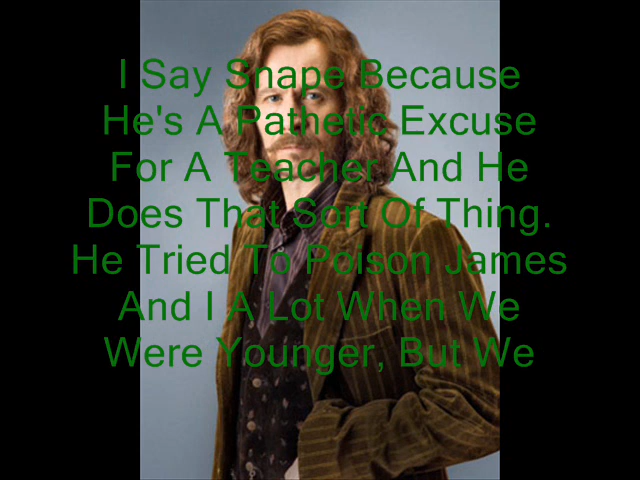 I Say Snape Because
He's A Pathetic Excuse
For A Teacher And He
Does That Sort Of Thing.
He Tried To Poison James
And I A Lot When We
Were Younger, But We